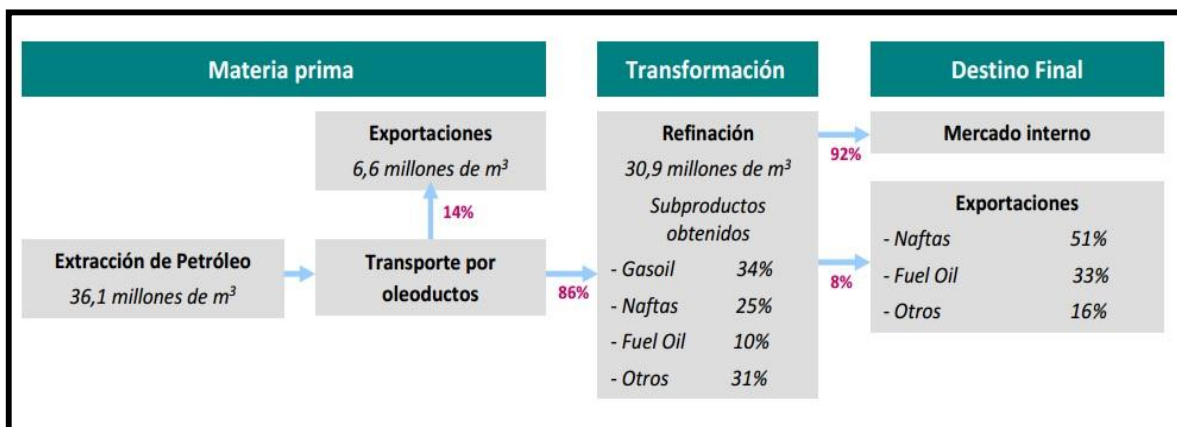 Materia prima
Exportaciones
6,6 millones de m³
14%
Extracción de Petróleo
36,1 millones de m³
Transporte por
oleoductos
86%
Transformación
Refinación
30,9 millones de m³
Subproductos
obtenidos
- Gasoil 34%
- Naftas 25%
- Fuel Oil 10%
- Otros 31%
92%
8%
Destino Final
Mercado interno
Exportaciones
- Naftas 51%
- Fuel Oil 33%
- Otros 16%